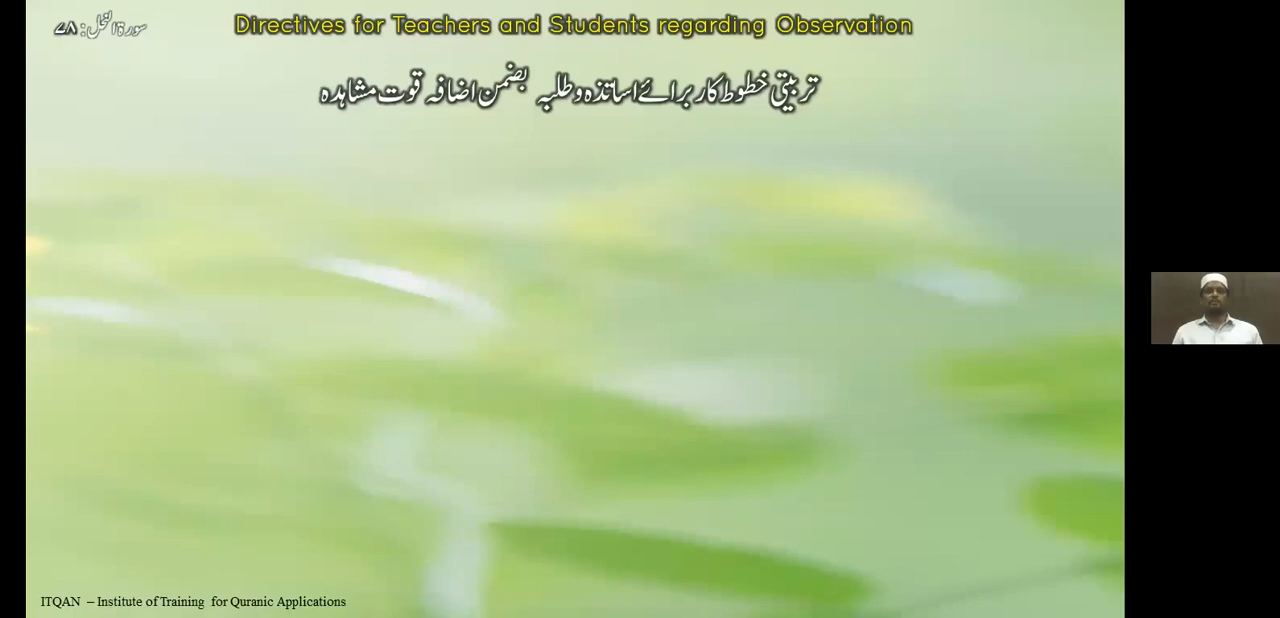 سورۃ النحل: ۷۸
Directives for Teachers and Students regarding Observation
تربیتی خطوط کار برائے اساتذہ و طلبہ بضمن اضافہ قوت مشاہدہ
ITQAN – Institute of Training for Quranic Applications